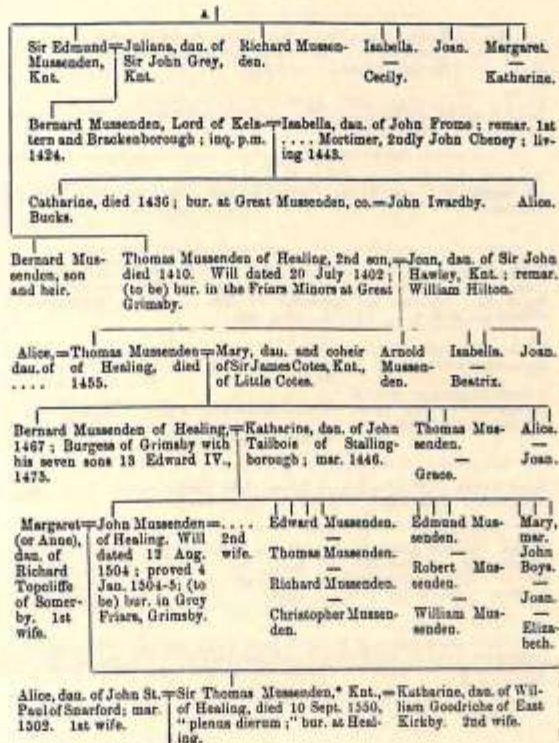 A.
Sir Edmund Mussenden, Knt.
Juliana, dau. of Sir John Grey, Knt.
Richard Mussen-
den.
Isabella.
—
Cecily.
Joan.
Margaret.
—
Katharine.
Bernard Mussenden, Lord of Kels-
tern and Brackenborough ; inq. p.m.
1424.
=Isabella, dau. of John Frome ; remar. 1st
.... Mortimer, 2ndly John Cheney ; liv-
ing 1443.
Catharine, died 1436 ; bur. at Great Mussenden, co.
Bucks.
=John Iwardby.
Alice.
Bernard Mus-
senden, son
and heir.
Thomas Mussenden of Healing, 2nd son,
died 1410. Will dated 20 July 1402 ;
(to be) bur. in the Friars Minors at Great
Grimsby.
=Joan, dau. of Sir John
Hawley, Knt. ; remar.
William Hilton.
Alice,
dau. of
....
=Thomas Mussenden
of Healing, died
1455.
=Mary, dau. and coheir
of Sir James Cotes, Knt.,
of Little Cotes.
Arnold
Mussen-
den.
Isabella.
—
Beatrix.
Joan.
Bernard Mussenden of Healing,
1467 ; Burgess of Grimsby with
his seven sons 13 Edward IV.,
1475.
=Katharine, dau. of John
Tailbois of Stalling-
borough ; mar. 1446.
Thomas Mus-
senden.
—
Grace.
Alice.
—
Joan.
Margaret
(or Anne),
dau. of
Richard
Topcliffe
of Somer-
by. 1st
wife.
=John Mussenden
of Healing. Will
dated 12 Aug.
1504 ; proved 4
Jan. 1504-5 ; (to
be) bur. in Grey
Friars, Grimsby.
=....
2nd
wife.
Edward Mussenden.
—
Thomas Mussenden.
—
Richard Mussenden.
—
Christopher Mussen-
den.
Edmund Mus-
senden.
—
Robert Mus-
senden.
—
William Mus-
senden.
Mary,
mar.
John
Boys.
—
Joan.
—
Eliza-
beth.
Alice, dau. of John St.
Paul of Snarford ; mar.
1502. 1st wife.
=Sir Thomas Mussenden,* Knt.,
of Healing, died 10 Sept. 1550,
"plenus dierum ;" bur. at Heal-
ing.
=Katharine, dau. of Wil-
liam Goodriche of East
Kirkby. 2nd wife.